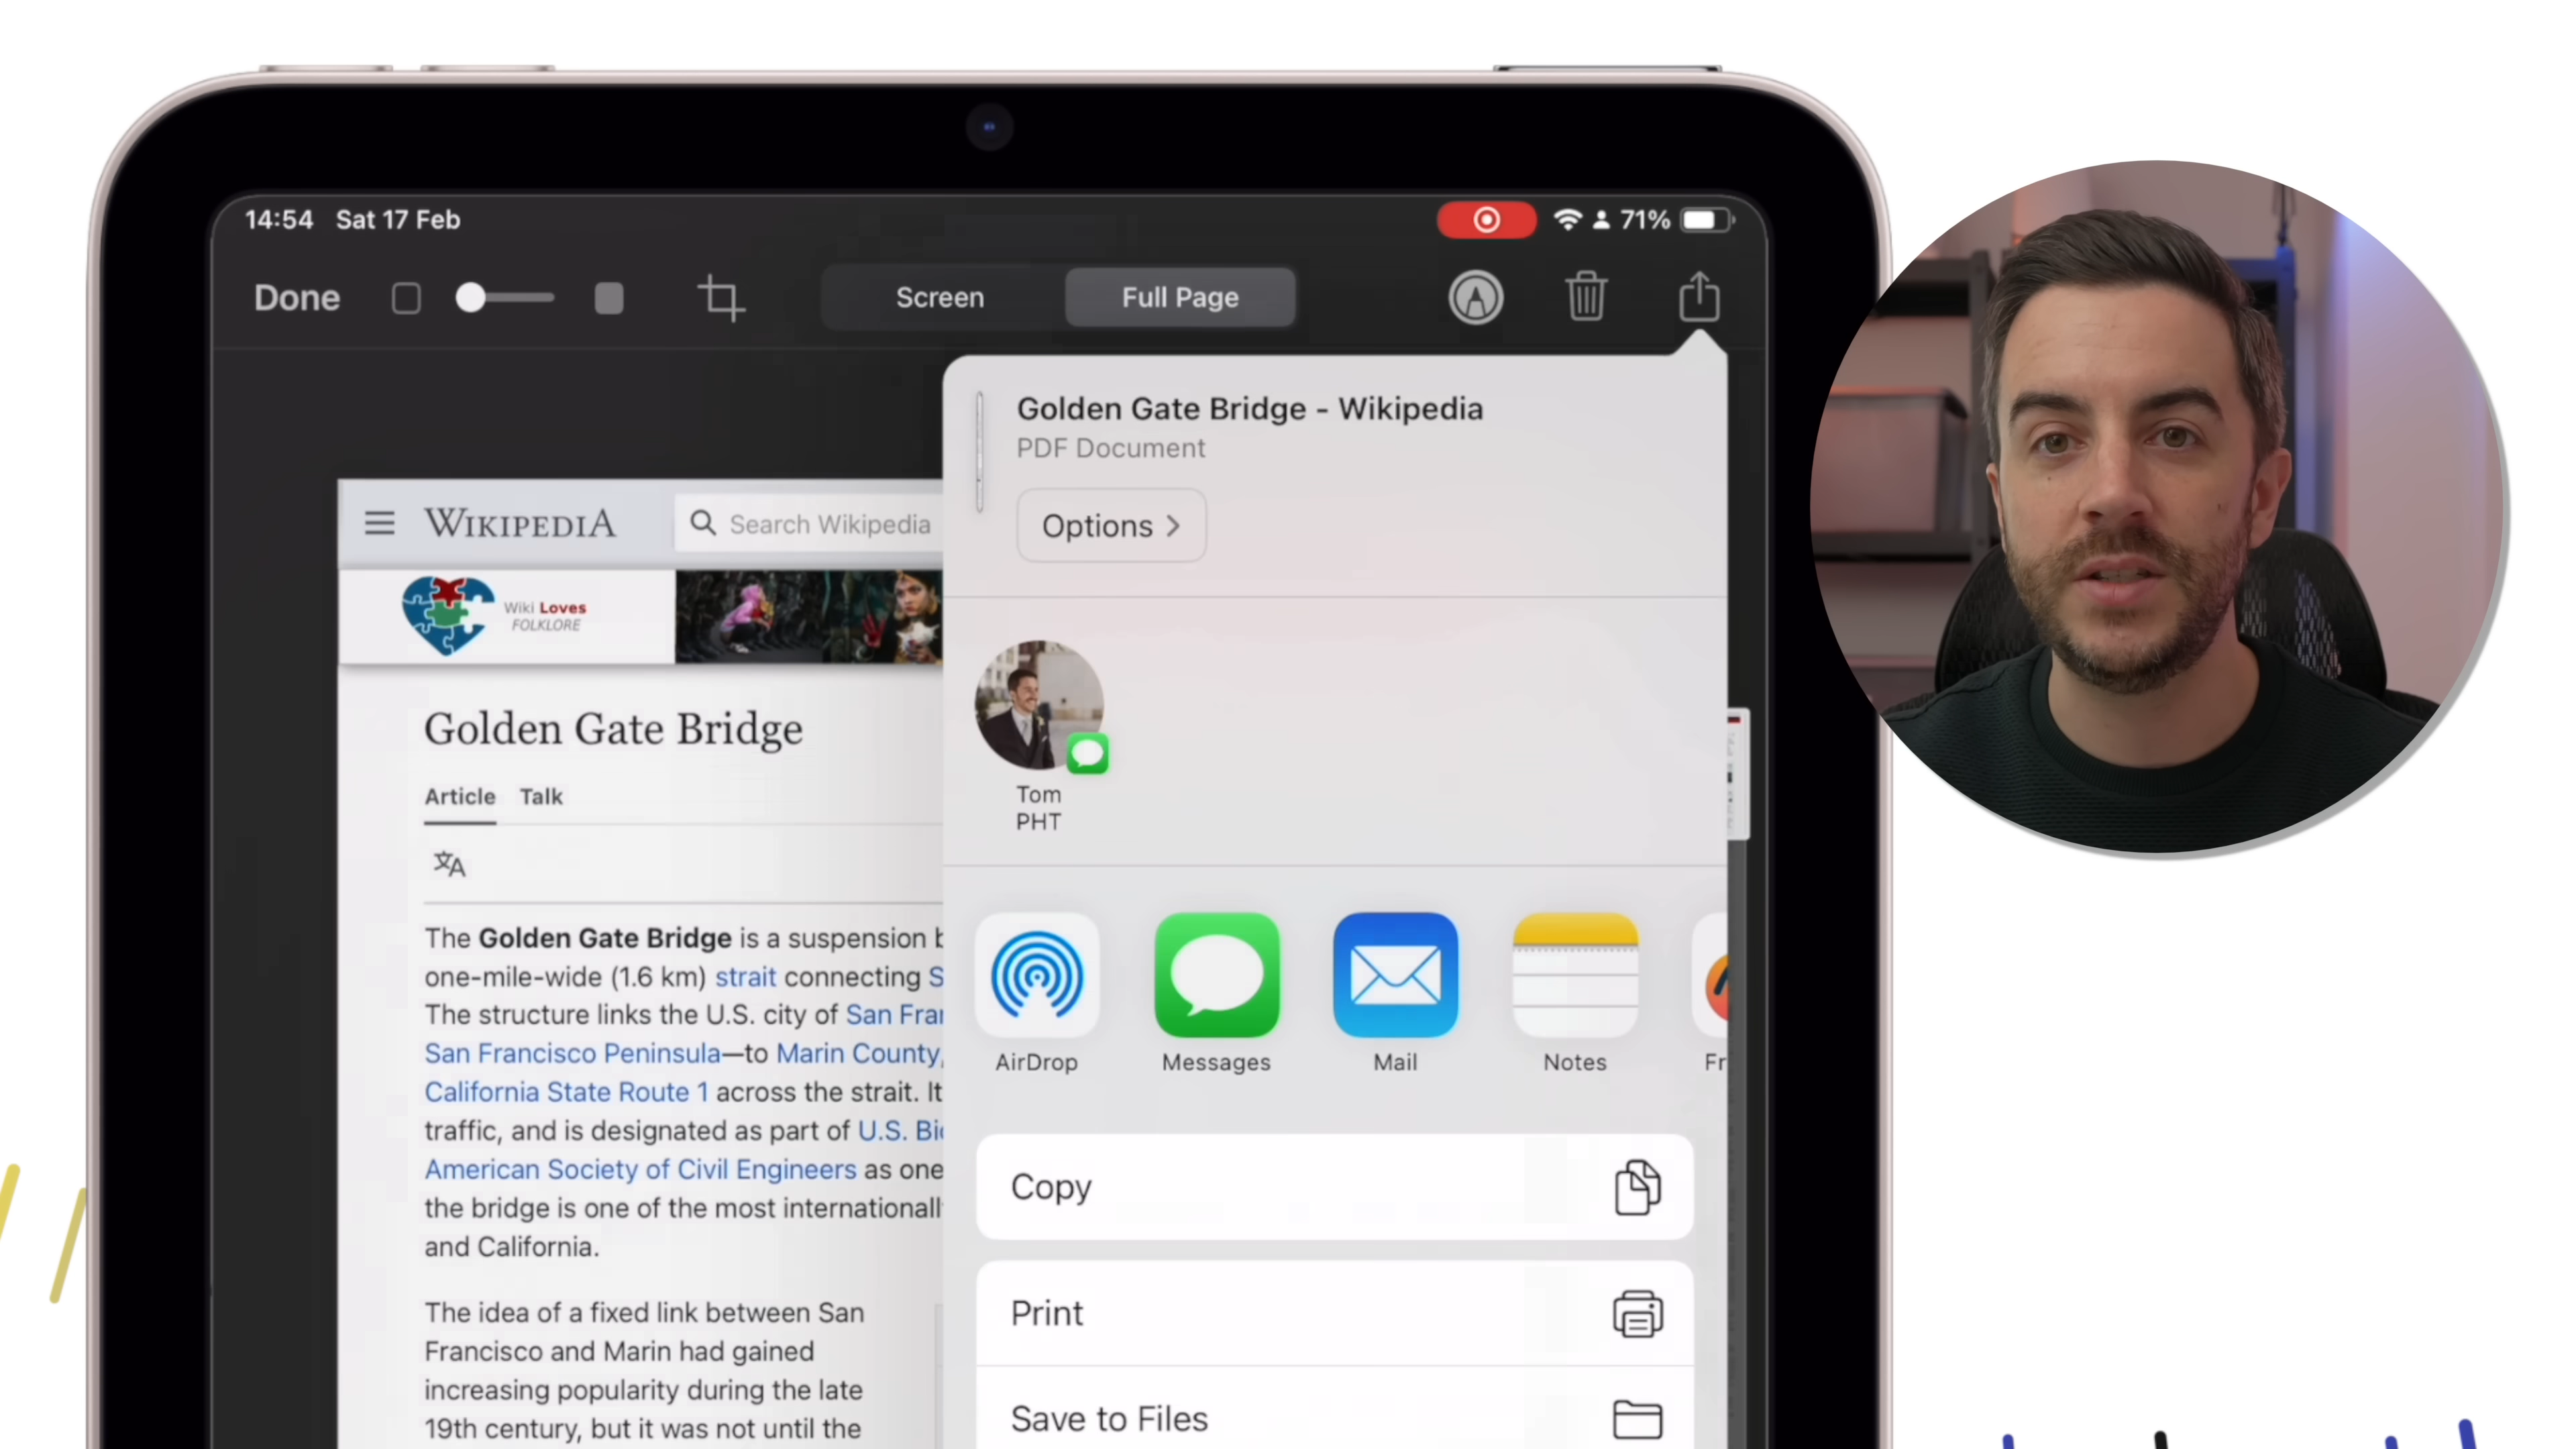 14:54 Sat 17 Feb
71%
Done
Screen
Full Page
Golden Gate Bridge - Wikipedia
PDF Document
Options
WIKIPEDIA
Search Wikipedia
Wiki Loves
FOLKLORE
Tom
PHT
Golden Gate Bridge
Article Talk
The Golden Gate Bridge is a suspension
one-mile-wide (1.6 km) strait connecting
The structure links the U.S. city of San Fra
San Francisco Peninsula—to Marin County,
California State Route 1 across the strait. It
traffic, and is designated as part of U.S. Bi
American Society of Civil Engineers as one
the bridge is one of the most internationall
and California.
The idea of a fixed link between San
Francisco and Marin had gained
increasing popularity during the late
19th century, but it was not until the
AirDrop
Messages
Mail
Notes
Fr
Copy
Print
Save to Files